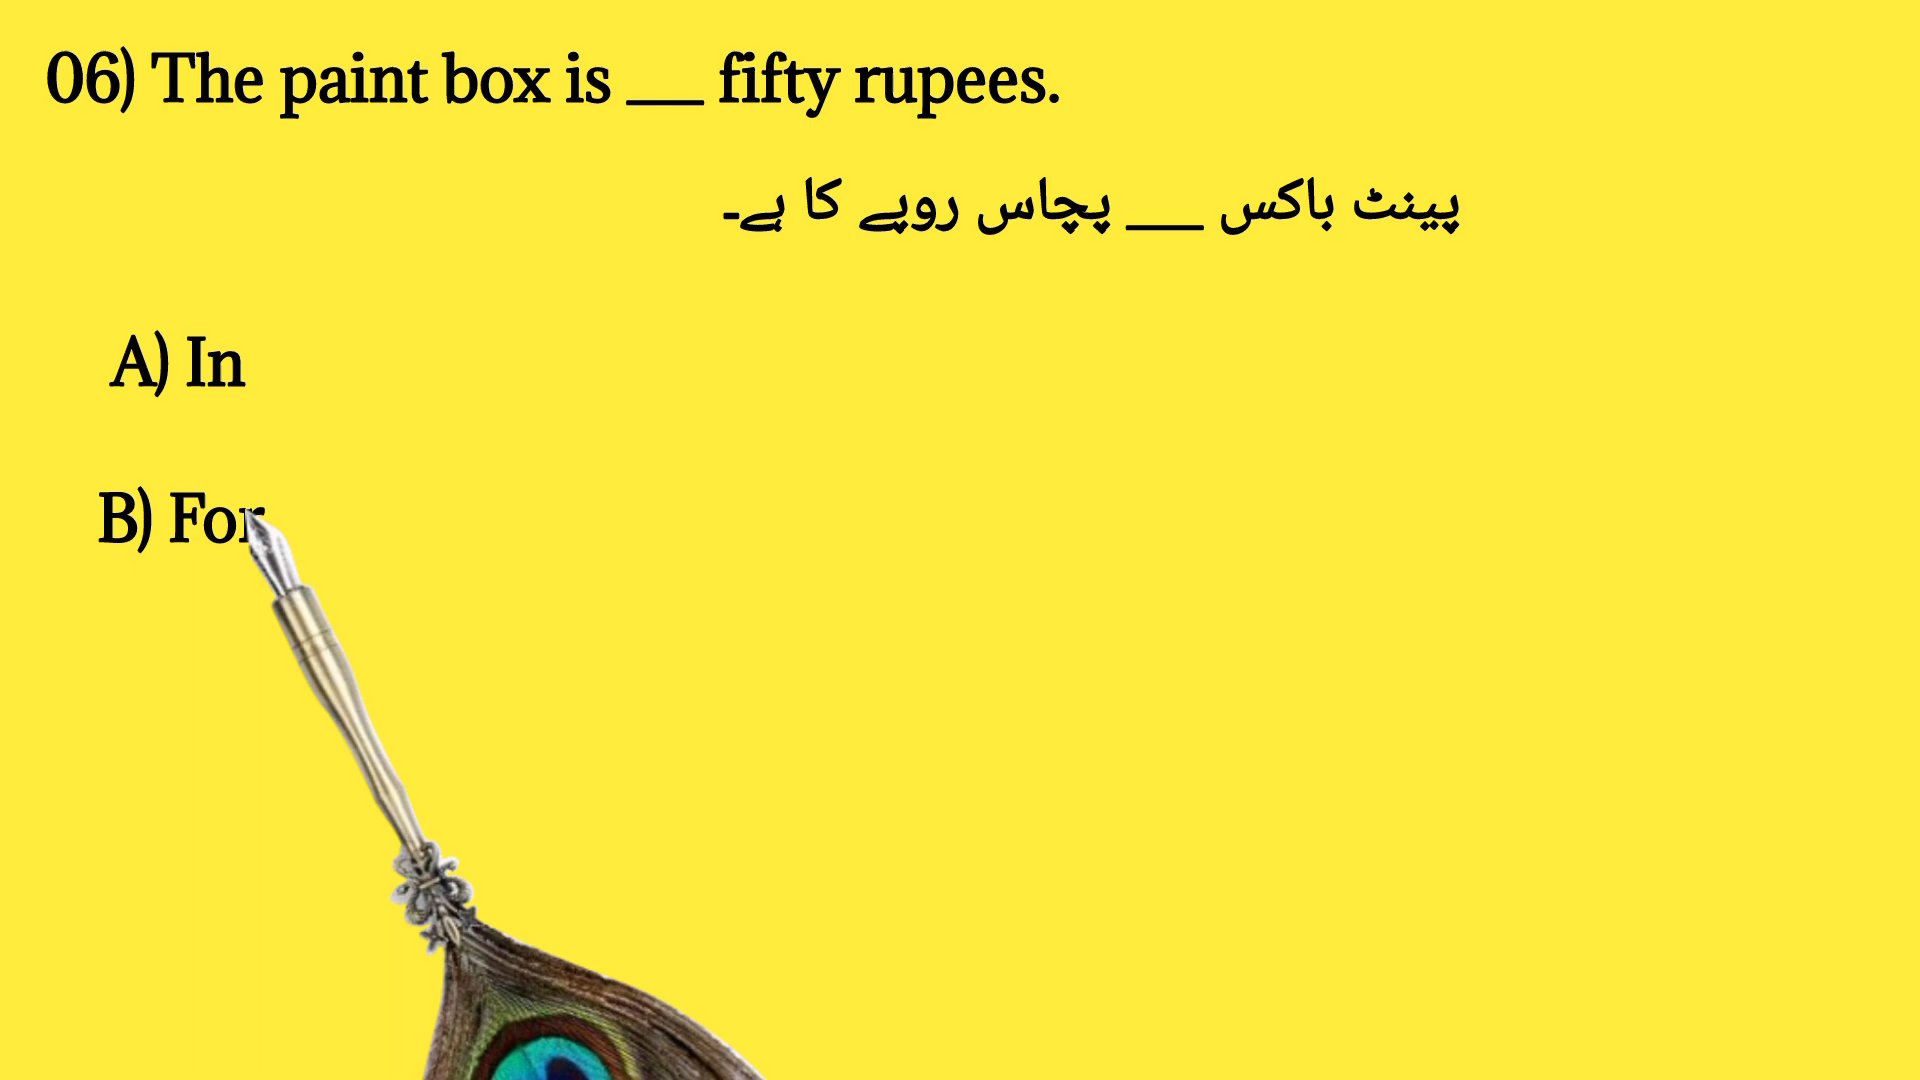 06) The paint box is ___ fifty rupees.
پینٹ باکس ___ پچاس روپے کا ہے۔
A) In
B) For